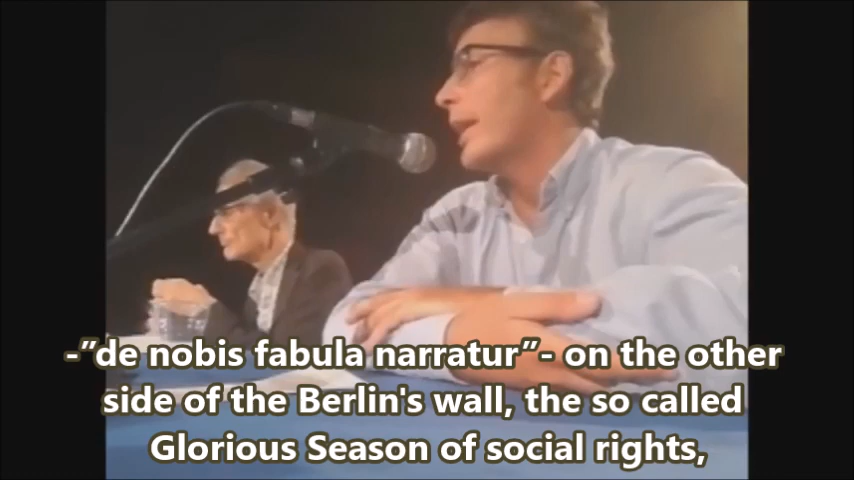 -”de nobis fabula narratur”- on the other
side of the Berlin's wall, the so called
Glorious Season of social rights,